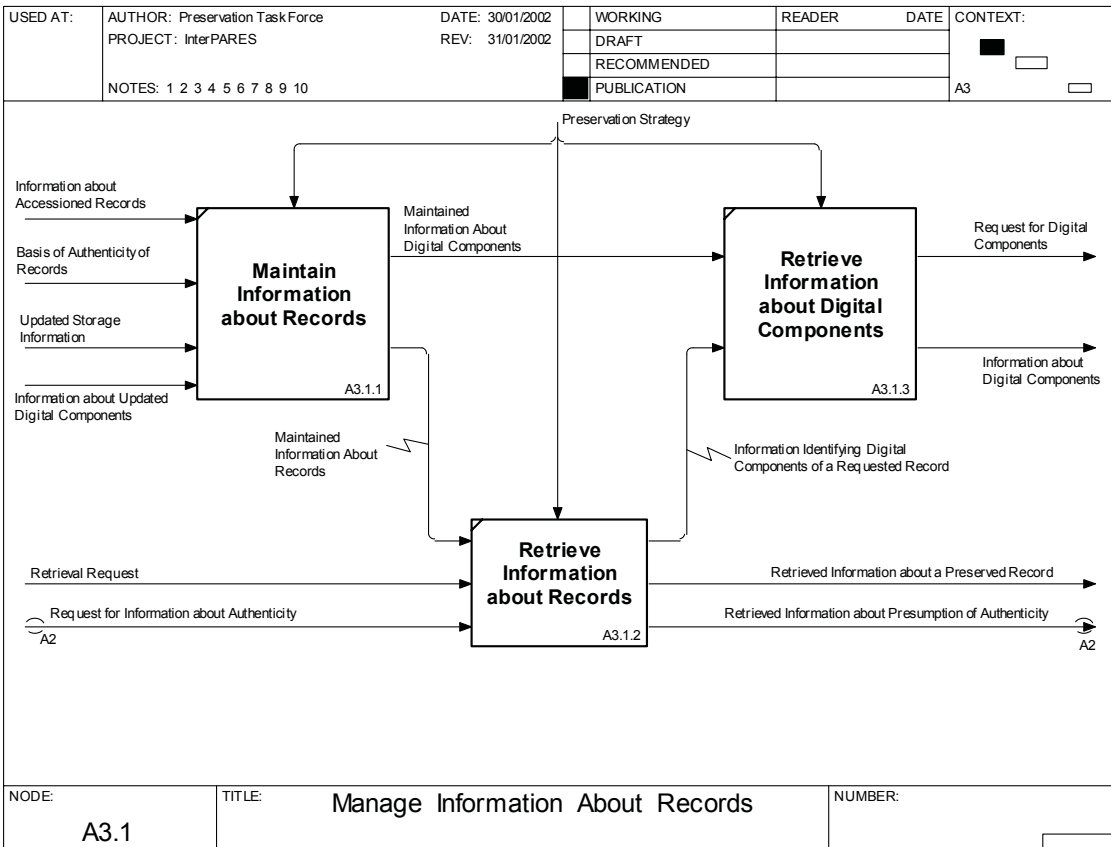 USED AT:
AUTHOR: Preservation Task Force
DATE: 30/01/2002
PROJECT: InterPARES
REV: 31/01/2002
NOTES: 1 2 3 4 5 6 7 8 9 10
WORKING
DRAFT
RECOMMENDED
PUBLICATION
READER
DATE
CONTEXT:
A3
Preservation Strategy
Information about
Accessioned Records
Basis of Authenticity of
Records
Updated Storage
Information
Information about Updated
Digital Components
Maintain
Information
about Records
A3.1.1
Maintained
Information About
Digital Components
Retrieve
Information
about Digital
Components
A3.1.3
Request for Digital
Components
Information about
Digital Components
Maintained
Information About
Records
Information Identifying Digital
Components of a Requested Record
Retrieve
Information
about Records
A3.1.2
Retrieval Request
Request for Information about Authenticity
A2
Retrieved Information about a Preserved Record
Retrieved Information about Presumption of Authenticity
A2
NODE:
A3.1
TITLE:
Manage Information About Records
NUMBER: